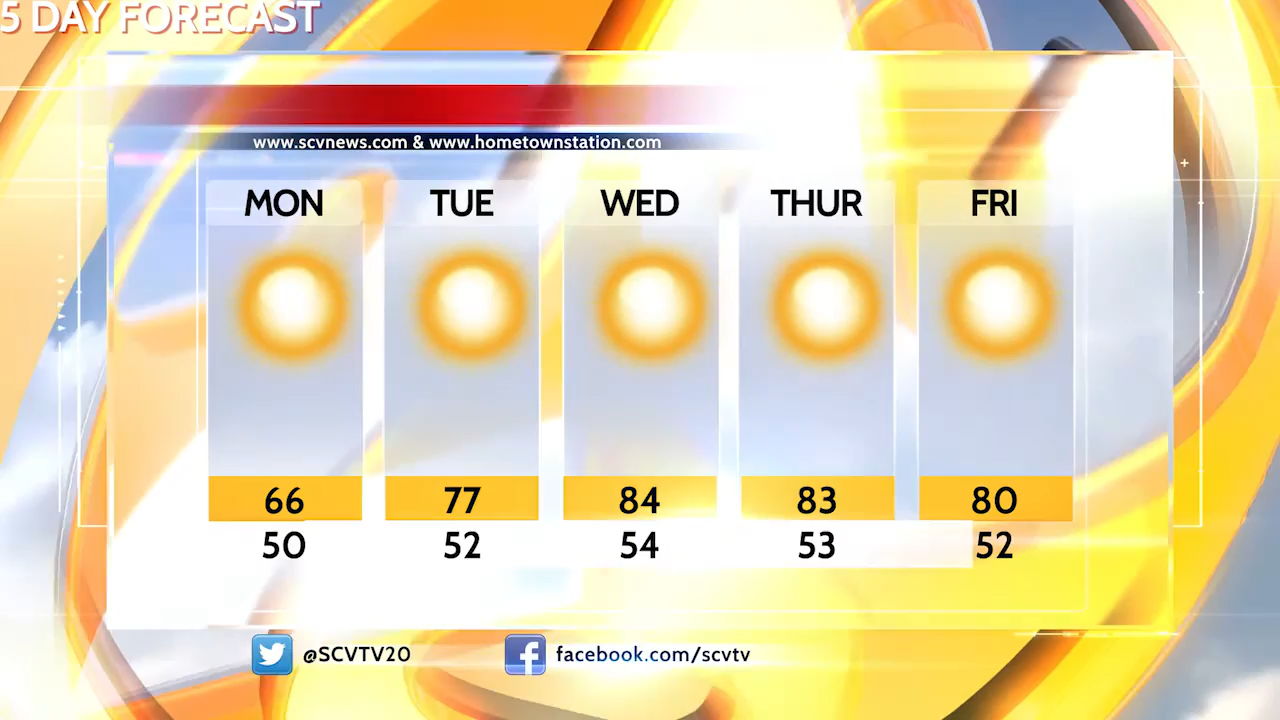 5 DAY FORECAST
www.scvnews.com & www.hometownstation.com
MON TUE WED THUR FRI
66 77 84 83 80
50 52 54 53 52
@SCVTV20 facebook.com/scvtv